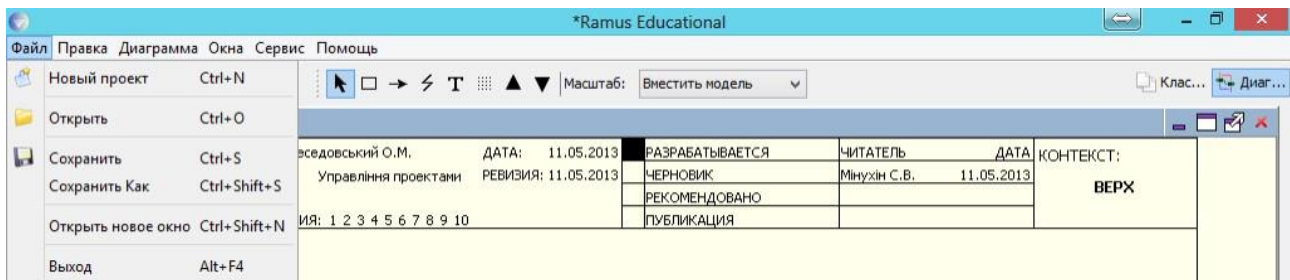 *Ramus Educational
Файл Правка Диаграмма Окна Сервис Помощь
Новый проект Ctrl+N
Открыть Ctrl+O
Сохранить Ctrl+S
Сохранить Как Ctrl+Shift+S
Открыть новое окно Ctrl+Shift+N
Выход Alt+F4
T Масштаб: Вместить модель Клас... Диаг...
еседовський О.М. ДАТА: 11.05.2013 РАЗРАБАТЫВАЕТСЯ ЧИТАТЕЛЬ ДАТА КОНТЕКСТ:
Управління проектами РЕВИЗИЯ: 11.05.2013 ЧЕРНОВИК Мінухін С.В. 11.05.2013 ВЕРХ
РЕКОМЕНДОВАНО
ИЯ: 1 2 3 4 5 6 7 8 9 10 ПУБЛИКАЦИЯ